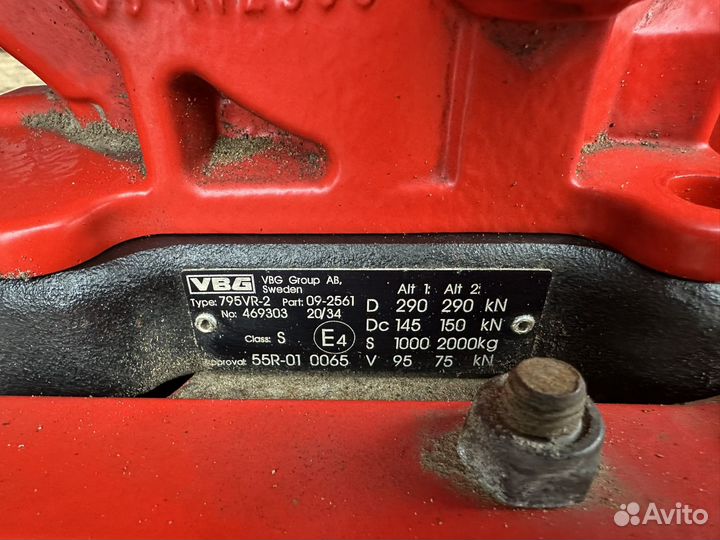 VBG VBG Group AB,
Sweden
Type: 795VR-2 Part: 09-2561
No: 469303 20/34
Class: S E4
Approval: 55R-01 0065
Alt 1: Alt 2:
D 290 290 kN
Dc 145 150 kN
S 1000 2000kg
V 95 75 kN
Avito